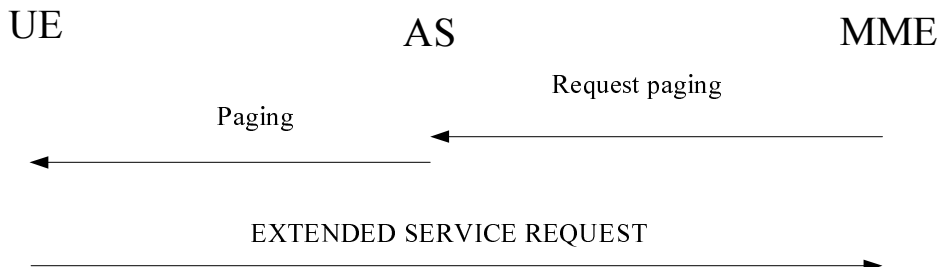 UE
AS
MME
Request paging
Paging
EXTENDED SERVICE REQUEST